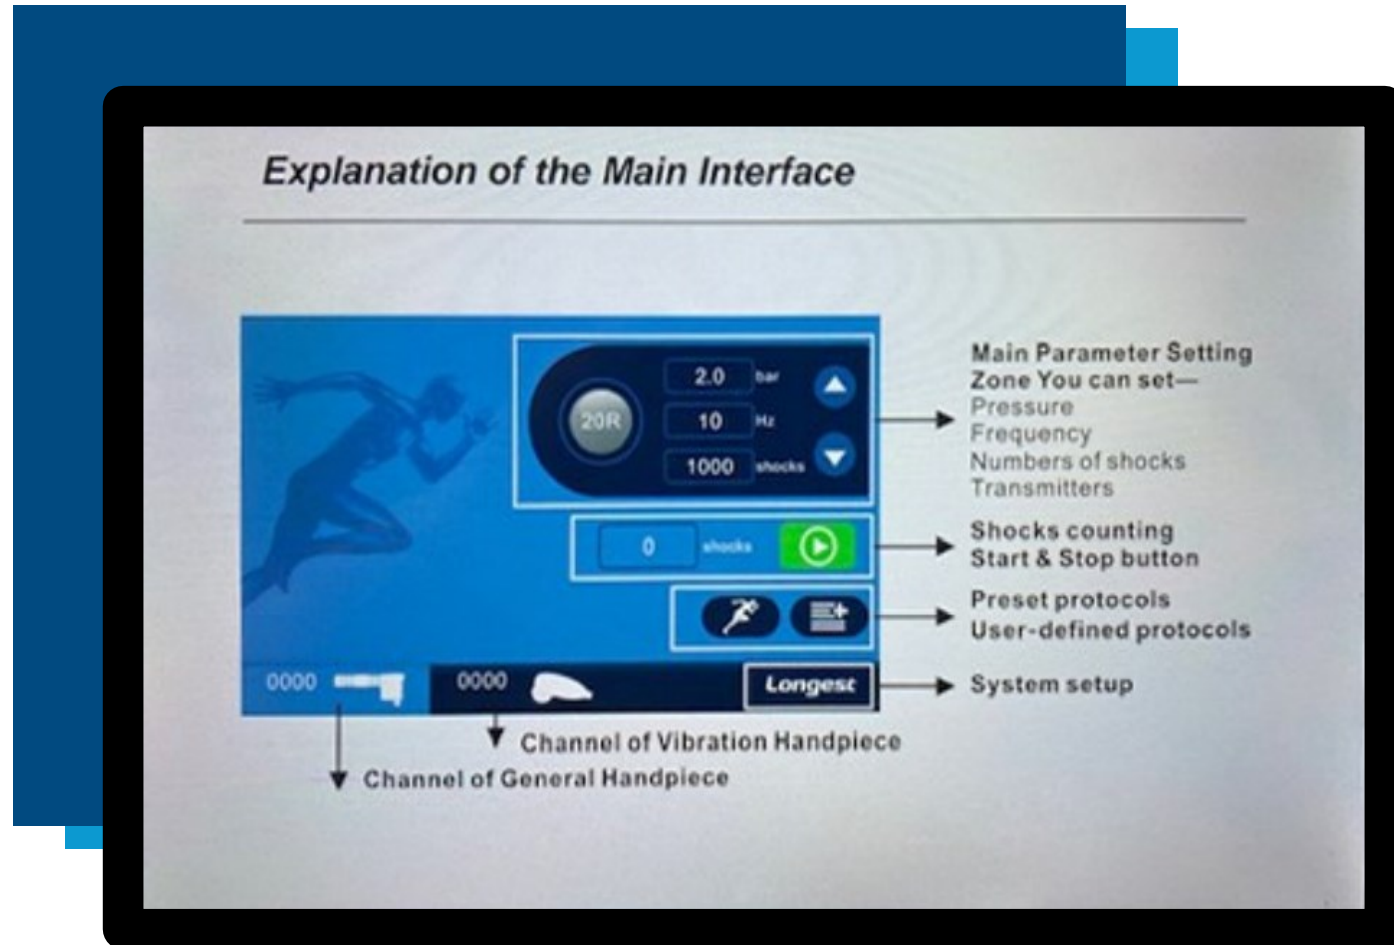 Explanation of the Main Interface
2.0 bar
20R
10 Hz
1000 shocks
Main Parameter Setting
Zone You can set—
Pressure
Frequency
Numbers of shocks
Transmitters
0 shocks
Shocks counting
Start & Stop button
Preset protocols
User-defined protocols
0000
0000
Longest
System setup
Channel of Vibration Handpiece
Channel of General Handpiece